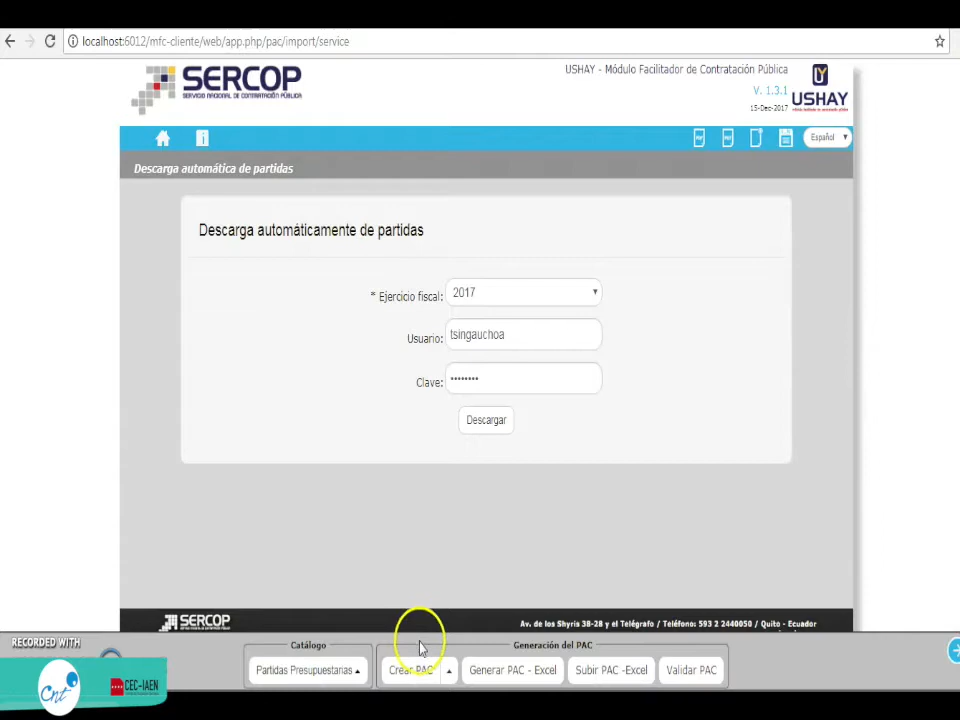 localhost:6012/mfc-cliente/web/app.php/pac/import/service
SERCOP
SERVICIO NACIONAL DE CONTRATACIÓN PÚBLICA
USHAY - Módulo Facilitador de Contratación Pública
V. 1.3.1
15-Dec-2017
USHAY
Español
Descarga automática de partidas
Descarga automáticamente de partidas
* Ejercicio fiscal: 2017
Usuario: tsingauchoa
Clave: ••••••••
Descargar
SERCOP
Av. de los Shyris 38-28 y el Telégrafo / Teléfono: 593 2 2440050 / Quito - Ecuador
RECORDED WITH
Catálogo
Generación del PAC
Partidas Presupuestarias
Crear PAC
Generar PAC - Excel
Subir PAC -Excel
Validar PAC
Cnt
CEC-IAEN